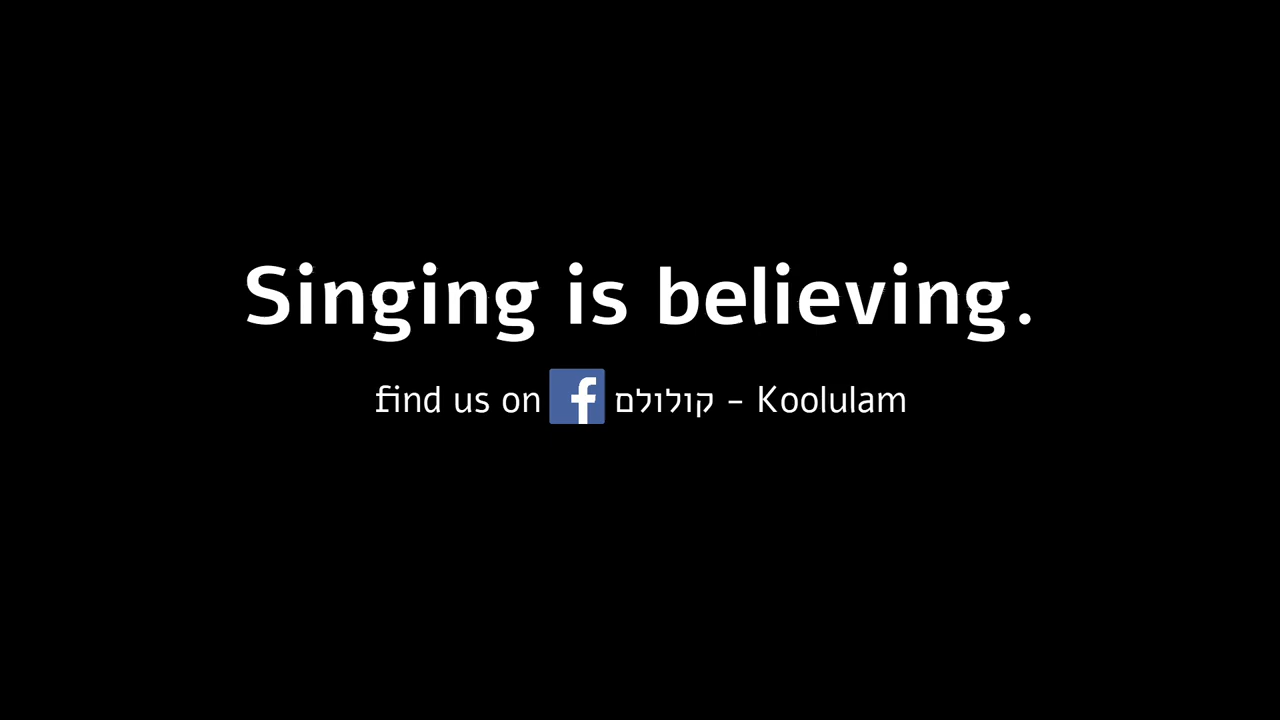 Singing is believing.
find us on f קולולם - Koolulam